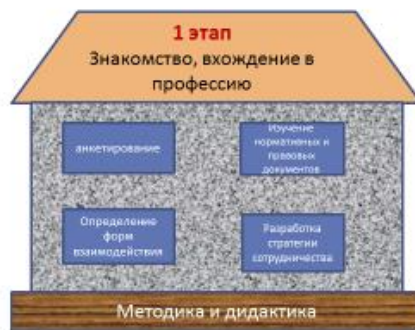 1 этап
Знакомство, вхождение в
профессию
анкетирование
Изучение
нормативных и
правовых
документов
Определение
форм
взаимодействия
Разработка
стратегии
сотрудничества
Методика и дидактика